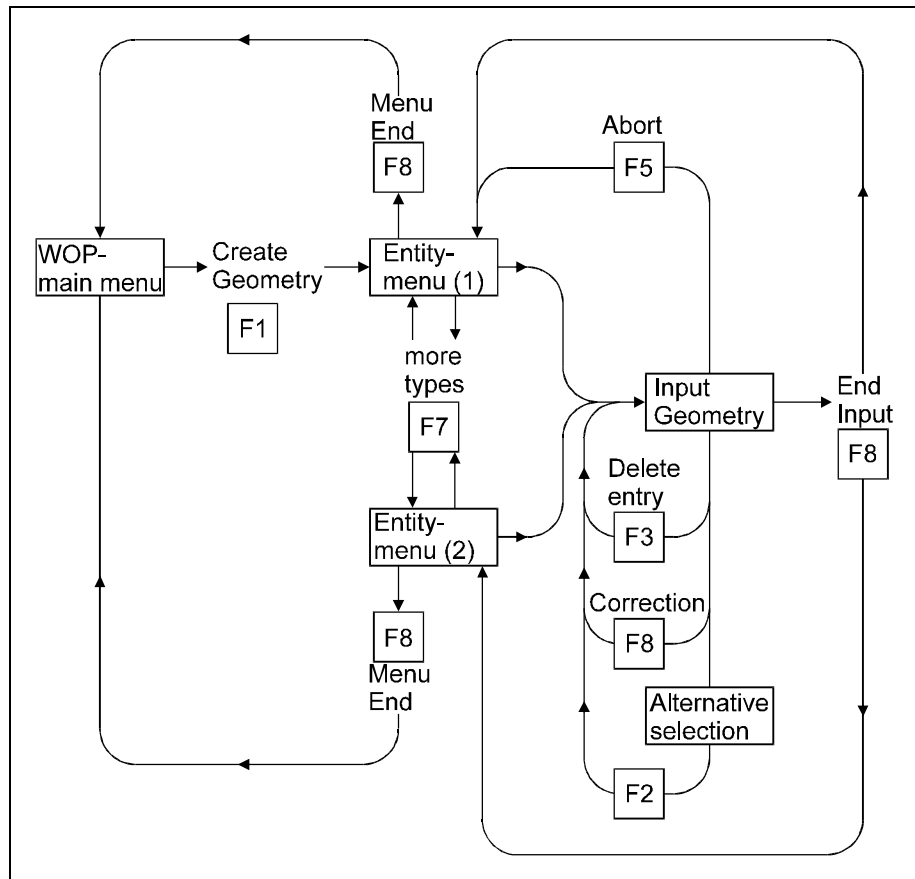 Menu
End
F8
Abort
F5
WOP-
main menu
Create
Geometry
F1
Entity-
menu (1)
more
types
F7
Input
Geometry
End
Input
F8
Delete
entry
F3
Entity-
menu (2)
Correction
F8
F8
Menu
End
Alternative
selection
F2